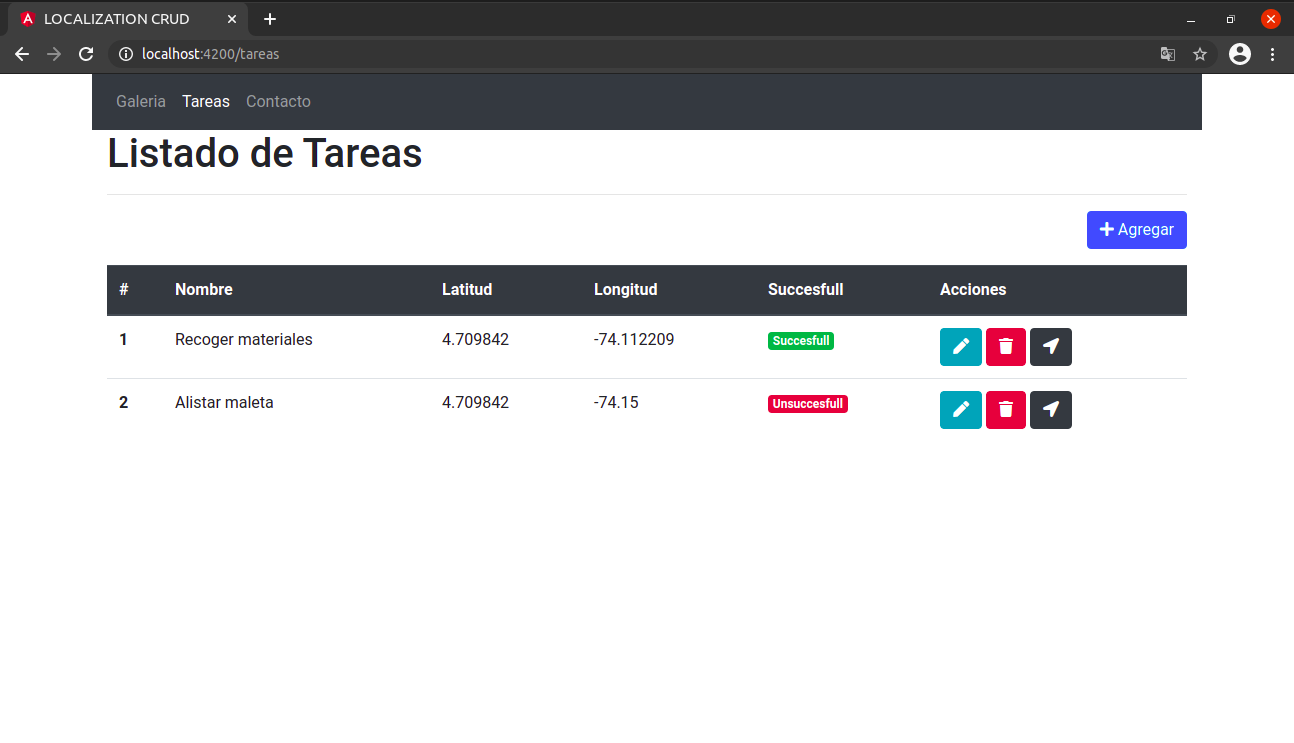 LOCALIZATION CRUD
localhost:4200/tareas
Galeria Tareas Contacto
Listado de Tareas
Agregar
# Nombre Latitud Longitud Succesfull Acciones
1 Recoger materiales 4.709842 -74.112209 Succesfull
2 Alistar maleta 4.709842 -74.15 Unsuccesfull